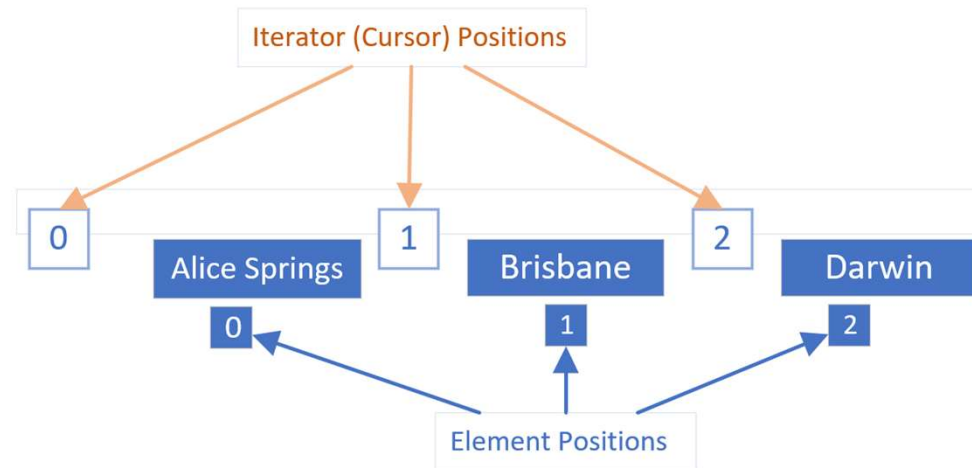 Iterator (Cursor) Positions
0
1
2
Alice Springs
Brisbane
Darwin
0
1
2
Element Positions